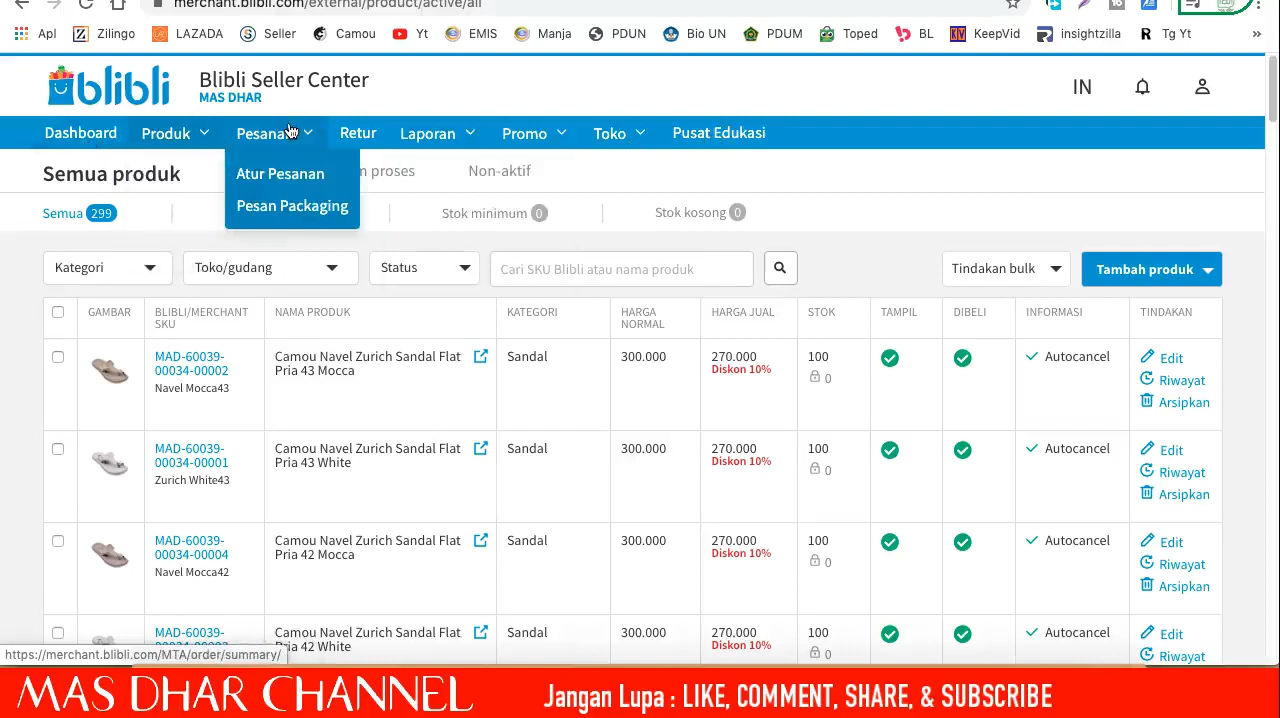 merchant.blibli.com/external/product/active/all
Apl Zilingo LAZADA Seller Camou Yt EMIS Manja PDUN Bio UN PDUM Toped BL KeepVid insightzilla Tg Yt »
blibli
Blibli Seller Center
MAS DHAR
IN
Dashboard Produk Pesanan Retur Laporan Promo Toko Pusat Edukasi
Atur Pesanan
Pesan Packaging
Semua produk proses Non-aktif
Semua 299 Stok minimum 0 Stok kosong 0
Kategori Toko/gudang Status Cari SKU Blibli atau nama produk Tindakan bulk Tambah produk
GAMBAR BLIBLI/MERCHANT SKU NAMA PRODUK KATEGORI HARGA NORMAL HARGA JUAL STOK TAMPIL DIBELI INFORMASI TINDAKAN
MAD-60039- Camou Navel Zurich Sandal Flat Sandal 300.000 270.000 100 Autocancel Edit
00034-00002 Pria 43 Mocca Diskon 10% 0 Riwayat
Navel Mocca43 Arsipkan
MAD-60039- Camou Navel Zurich Sandal Flat Sandal 300.000 270.000 100 Autocancel Edit
00034-00001 Pria 43 White Diskon 10% 0 Riwayat
Zurich White43 Arsipkan
MAD-60039- Camou Navel Zurich Sandal Flat Sandal 300.000 270.000 100 Autocancel Edit
00034-00004 Pria 42 Mocca Diskon 10% 0 Riwayat
Navel Mocca42 Arsipkan
MAD-60039- Camou Navel Zurich Sandal Flat Sandal 300.000 270.000 100 Autocancel Edit
Pria 42 White Diskon 10% 0 Riwayat
https://merchant.blibli.com/MTA/order/summary/
MAS DHAR CHANNEL Jangan Lupa : LIKE, COMMENT, SHARE, & SUBSCRIBE